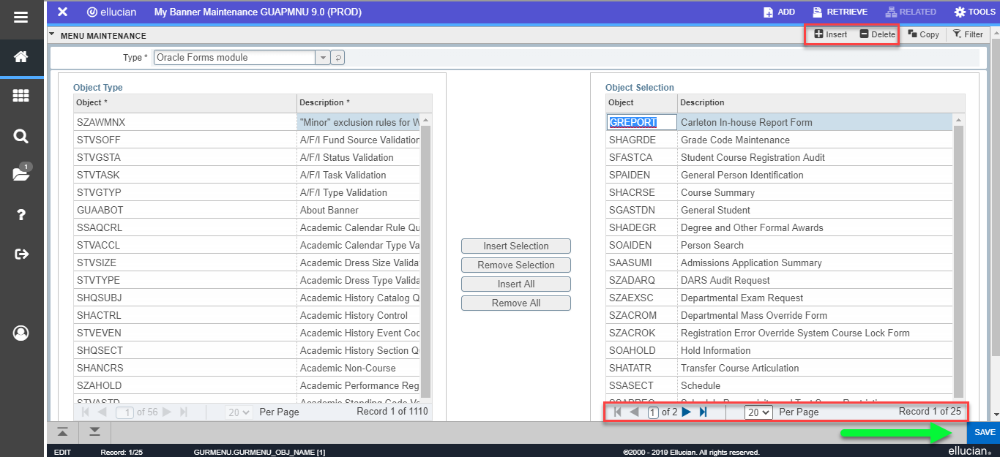 ellucian My Banner Maintenance GUAPMNU 9.0 (PROD) ADD RETRIEVE RELATED TOOLS
MENU MAINTENANCE Insert Delete Copy Filter
Type * Oracle Forms module
1
Object Type
Object * Description *
SZAWMNX "Minor" exclusion rules for W
STVSOFF A/F/I Fund Source Validation
STVGSTA A/F/I Status Validation
STVTASK A/F/I Task Validation
STVGTYP A/F/I Type Validation
GUAABOT About Banner
SSAQCRL Academic Calendar Rule Qu
STVACCL Academic Calendar Type Va
STVSIZE Academic Dress Size Valida
STVTYPE Academic Dress Type Valida
SHQSUBJ Academic History Catalog Q
SHACTRL Academic History Control
STVEVEN Academic History Event Coc
SHQSECT Academic History Section Q
SHANCRS Academic Non-Course
SZAHOLD Academic Performance Reg
STVASTD Academic Standing Code Va
1 of 56 20 Per Page Record 1 of 1110
Insert Selection
Remove Selection
Insert All
Remove All
Object Selection
Object Description
GREPORT Carleton In-house Report Form
SHAGRDE Grade Code Maintenance
SFASTCA Student Course Registration Audit
SPAIDEN General Person Identification
SHACRSE Course Summary
SGASTDN General Student
SHADEGR Degree and Other Formal Awards
SOAIDEN Person Search
SAASUMI Admissions Application Summary
SZADARQ DARS Audit Request
SZAEXSC Departmental Exam Request
SZACROM Departmental Mass Override Form
SZACROK Registration Error Override System Course Lock Form
SOAHOLD Hold Information
SHATATR Transfer Course Articulation
SSASECT Schedule
1 of 2 20 Per Page Record 1 of 25
SAVE
EDIT Record: 1/25 GURMENU.GURMENU_OBJ_NAME [1] ©2000 - 2019 Ellucian. All rights reserved. ellucian.